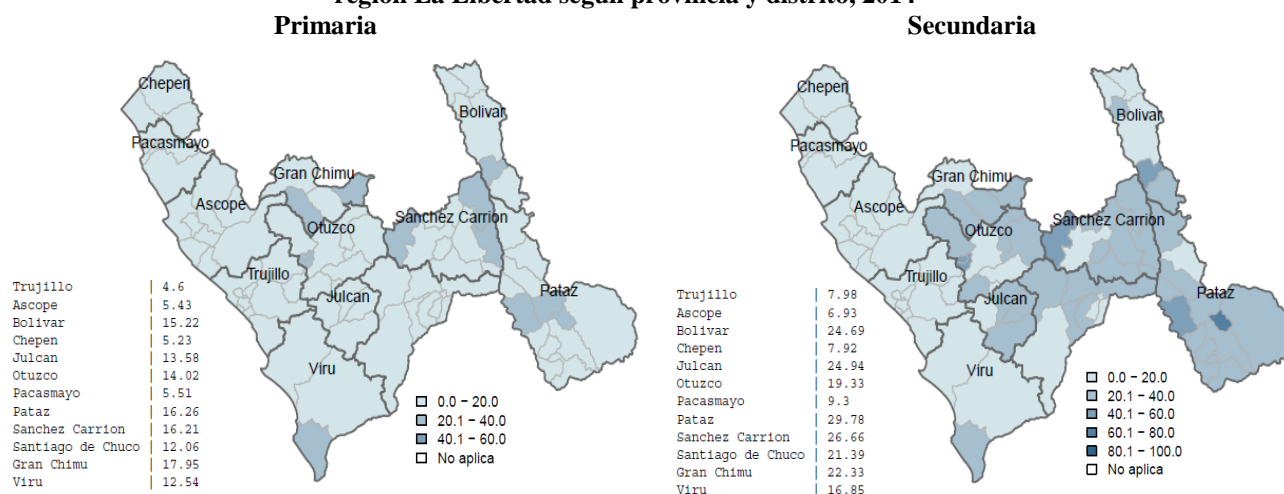 región La Libertad según provincia y distrito, 2014
Primaria
Chepen
Pacasmayo
Ascope
Gran Chimu
Otuzco
Trujillo
Julcan
Viru
Sanchez Carrion
Bolivar
Pataz
Trujillo | 4.6
Ascope | 5.43
Bolivar | 15.22
Chepen | 5.23
Julcan | 13.58
Otuzco | 14.02
Pacasmayo | 5.51
Pataz | 16.26
Sanchez Carrion | 16.21
Santiago de Chuco | 12.06
Gran Chimu | 17.95
Viru | 12.54
0.0 – 20.0
20.1 – 40.0
40.1 – 60.0
No aplica
Secundaria
Chepen
Pacasmayo
Ascope
Gran Chimu
Otuzco
Trujillo
Julcan
Viru
Sanchez Carrion
Bolivar
Pataz
Trujillo | 7.98
Ascope | 6.93
Bolivar | 24.69
Chepen | 7.92
Julcan | 24.94
Otuzco | 19.33
Pacasmayo | 9.3
Pataz | 29.78
Sanchez Carrion | 26.66
Santiago de Chuco | 21.39
Gran Chimu | 22.33
Viru | 16.85
0.0 – 20.0
20.1 – 40.0
40.1 – 60.0
60.1 – 80.0
80.1 – 100.0
No aplica